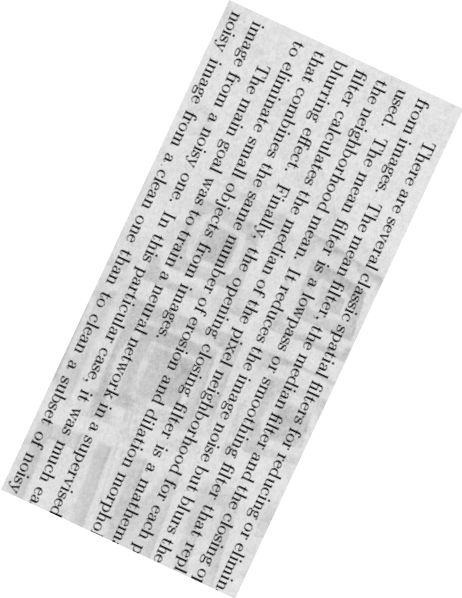 There are several classic spatial filters for reducing or elimin
from images. The mean filter, the median filter and the closing o
used. The mean filter is a lowpass or smoothing filter that repl
the neighborhood mean. It reduces the image noise but blurs the
filter calculates the median of the pixel neighborhood for each p
blurring effect. Finally, the opening closing filter is a mathem
that combines the same number of erosion and dilation morpho
to eliminate small objects from images.
The main goal was to train a neural network in a supervised
image from a noisy one. In this particular case, it was much ea
noisy image from a clean one than to clean a subset of noisy